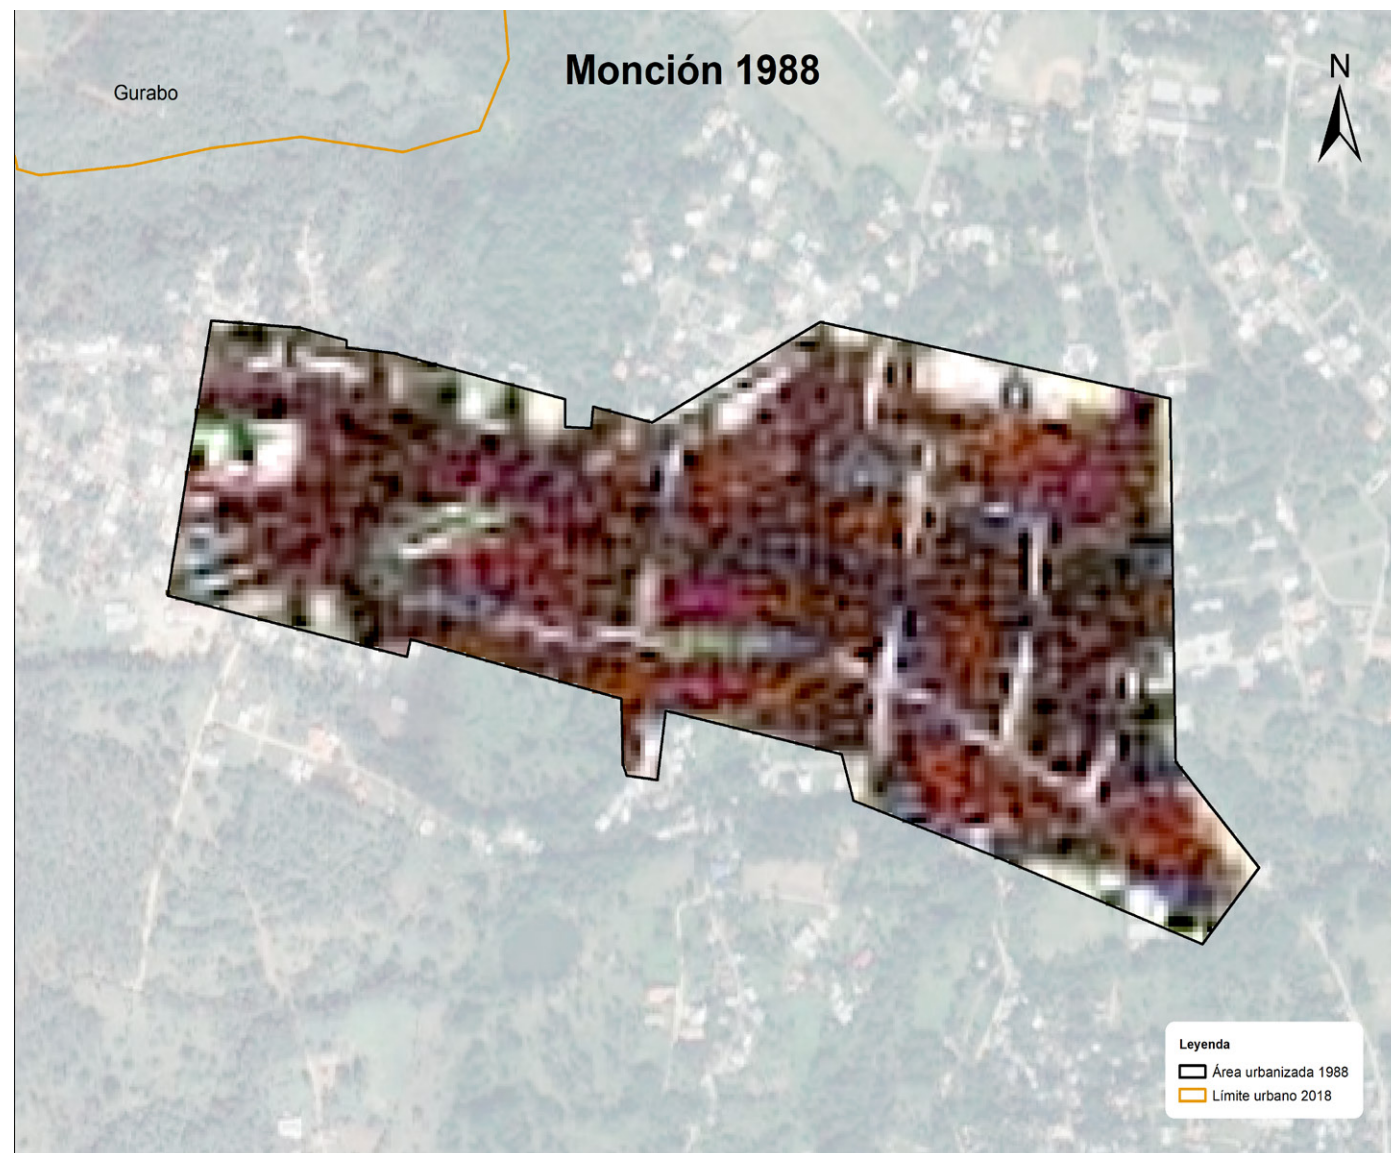 Monción 1988
N
Gurabo
Leyenda
Área urbanizada 1988
Límite urbano 2018